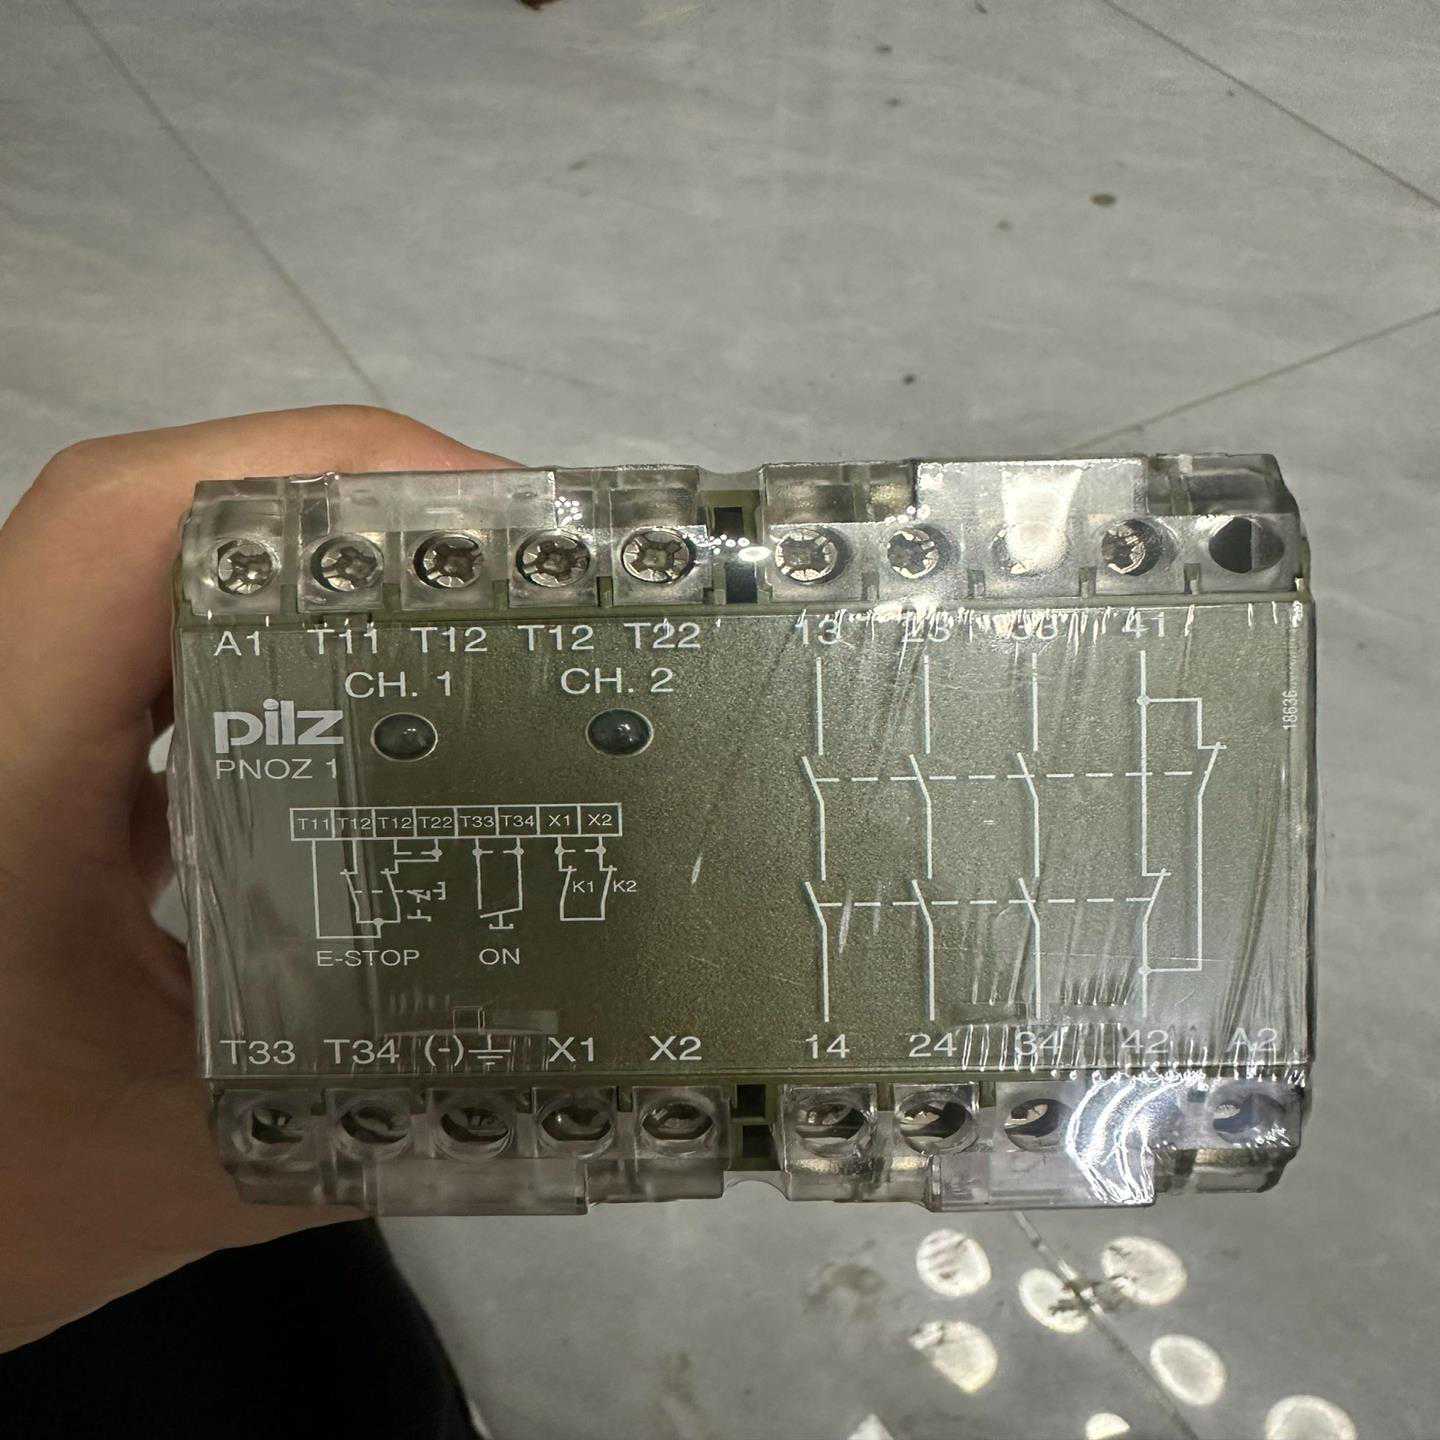 A1 T11 T12 T12 T22 13 23 33 41
CH. 1 CH. 2
pilz
PNOZ 1
18636
T11 T12 T12 T22 T33 T34 X1 X2
K1 K2
E-STOP ON
T33 T34 (-) X1 X2 14 24 34 42 A2